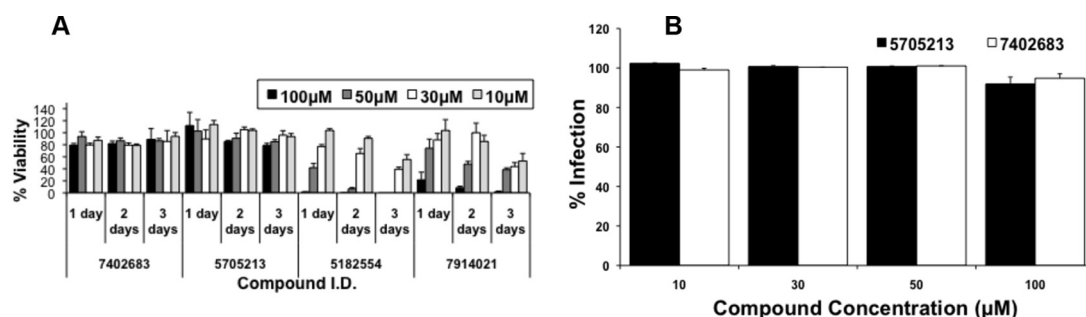 A
100µM 50µM 30µM 10µM
% Viability
140
120
100
80
60
40
20
0
1 day 2 days 3 days 1 day 2 days 3 days 1 day 2 days 3 days 1 day 2 days 3 days
7402683 5705213 5182554 7914021
Compound I.D.
B
5705213 7402683
% Infection
120
100
80
60
40
20
0
10 30 50 100
Compound Concentration (µM)